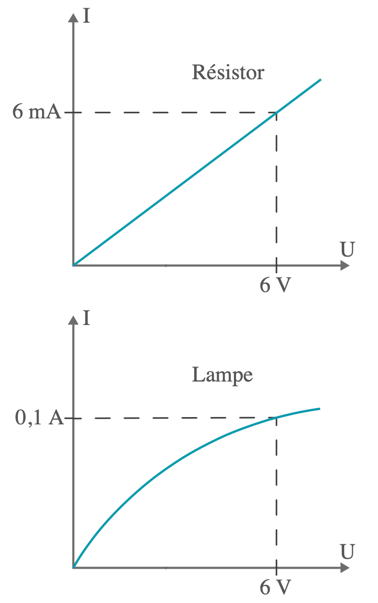 I
Résistor
6 mA
U
6 V
I
Lampe
0,1 A
U
6 V